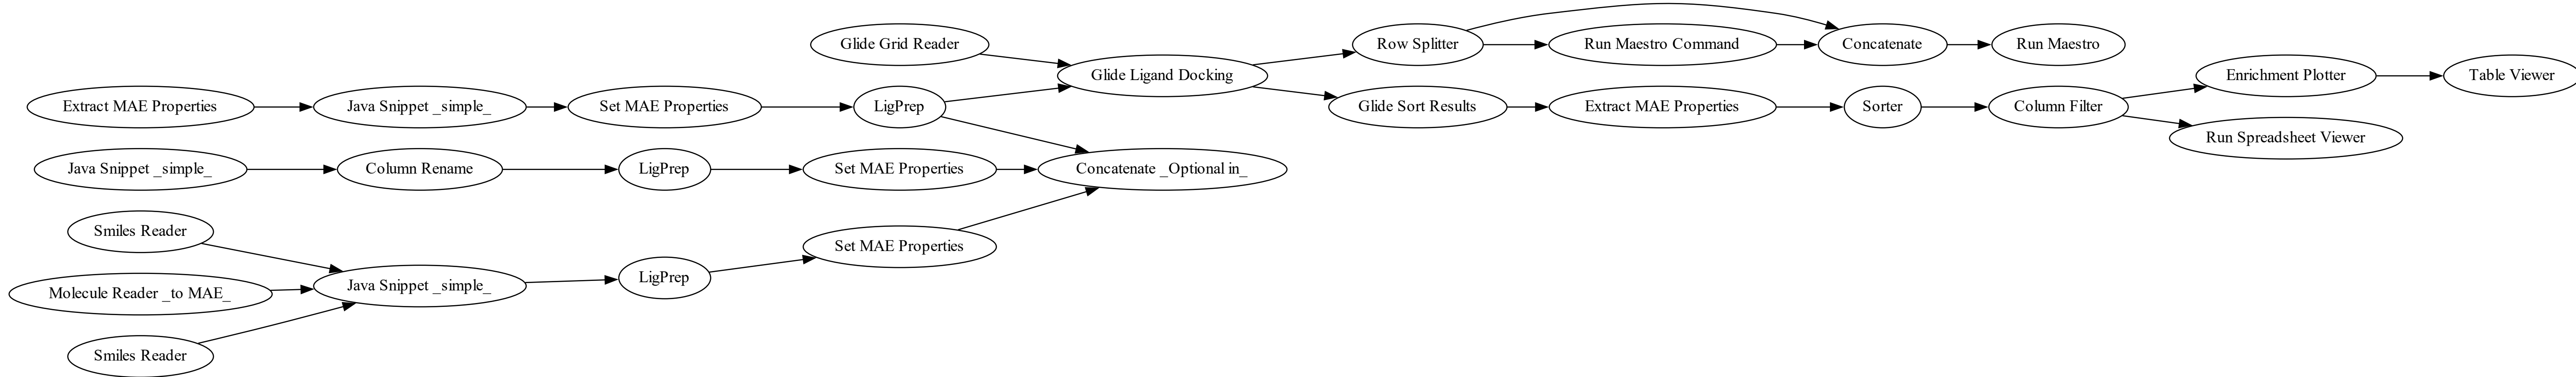 Glide Grid Reader
Row Splitter
Run Maestro Command
Concatenate
Run Maestro
Glide Ligand Docking
Enrichment Plotter
Table Viewer
Extract MAE Properties
Java Snippet _simple_
Set MAE Properties
LigPrep
Glide Sort Results
Extract MAE Properties
Sorter
Column Filter
Run Spreadsheet Viewer
Java Snippet _simple_
Column Rename
LigPrep
Set MAE Properties
Concatenate _Optional in_
Smiles Reader
Set MAE Properties
LigPrep
Java Snippet _simple_
Molecule Reader _to MAE_
Smiles Reader